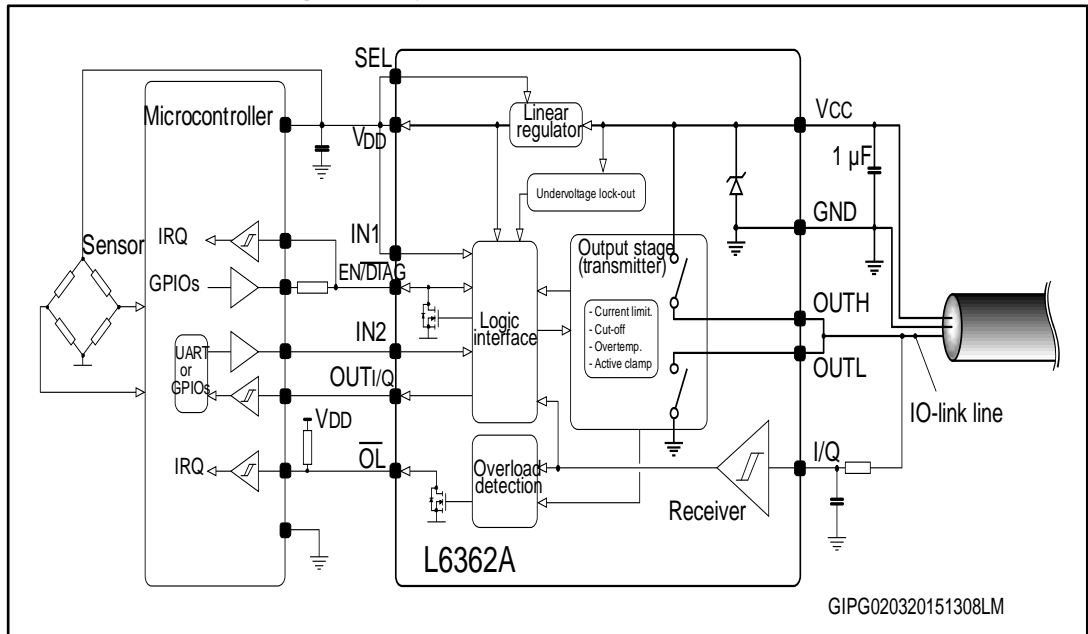 SEL
Microcontroller
VDD
Linear
regulator
VCC
1 µF
Undervoltage lock-out
GND
IRQ
Sensor
IN1
Output stage
(transmitter)
GPIOs
EN/DIAG
- Current limit.
- Cut-off
- Overtemp.
- Active clamp
OUTH
Logic
interface
IN2
UART
or
GPIOs
OUTI/Q
OUTL
IO-link line
VDD
IRQ
OL
Overload
detection
I/Q
Receiver
L6362A
GIPG020320151308LM